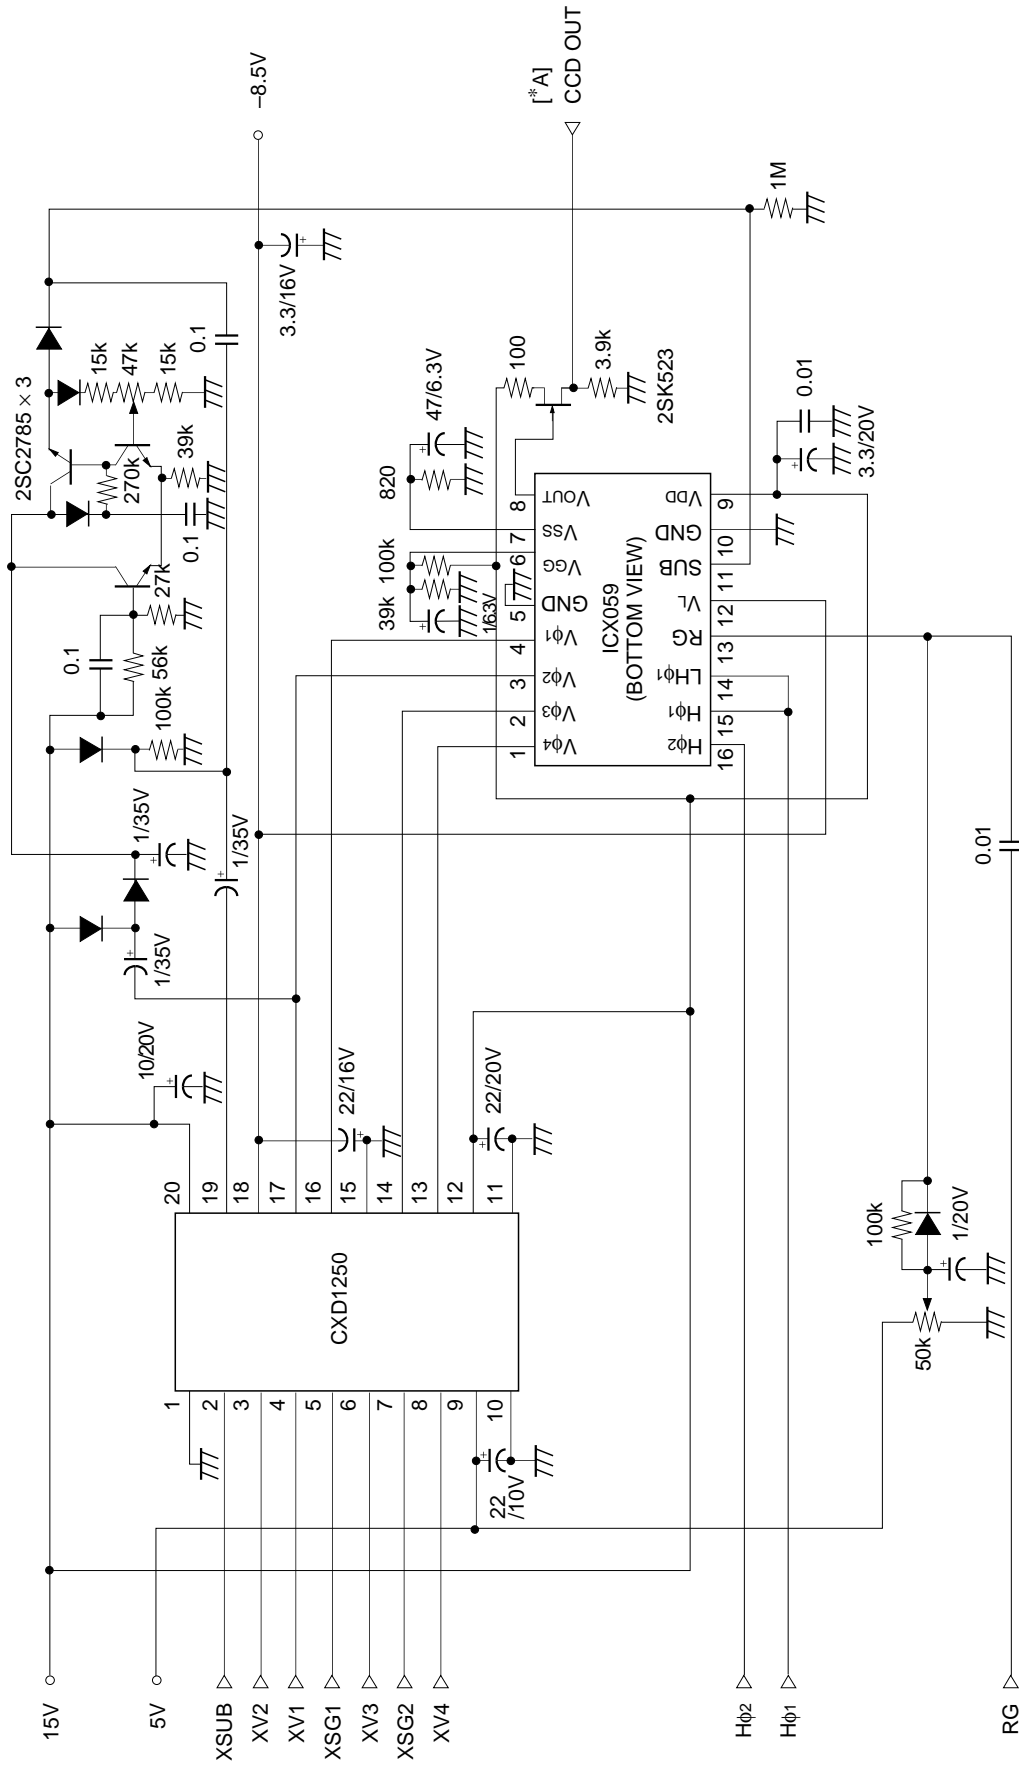 15V
5V
XSUB
XV2
XV1
XSG1
XV3
XSG2
XV4
Hϕ2
Hϕ1
RG
22
/10V
1
2
3
4
5
6
7
8
9
10
CXD1250
20
19
18
17
16
15
14
13
12
11
10/20V
22/16V
22/20V
1/35V
1/35V
1/35V
100k
56k
0.1
27k
0.1
270k
39k
2SC2785 × 3
15k
47k
15k
0.1
–8.5V
3.3/16V
1M
[*A]
CCD OUT
100
3.9k
2SK523
47/6.3V
820
100k
39k
1/6.3V
1
2
3
4
5
6
7
8
Vϕ4
Vϕ3
Vϕ2
Vϕ1
GND
VGG
VSS
VOUT
ICX059
(BOTTOM VIEW)
Hϕ2
Hϕ1
LHϕ1
RG
VL
SUB
GND
VDD
16
15
14
13
12
11
10
9
0.01
3.3/20V
0.01
100k
1/20V
50k